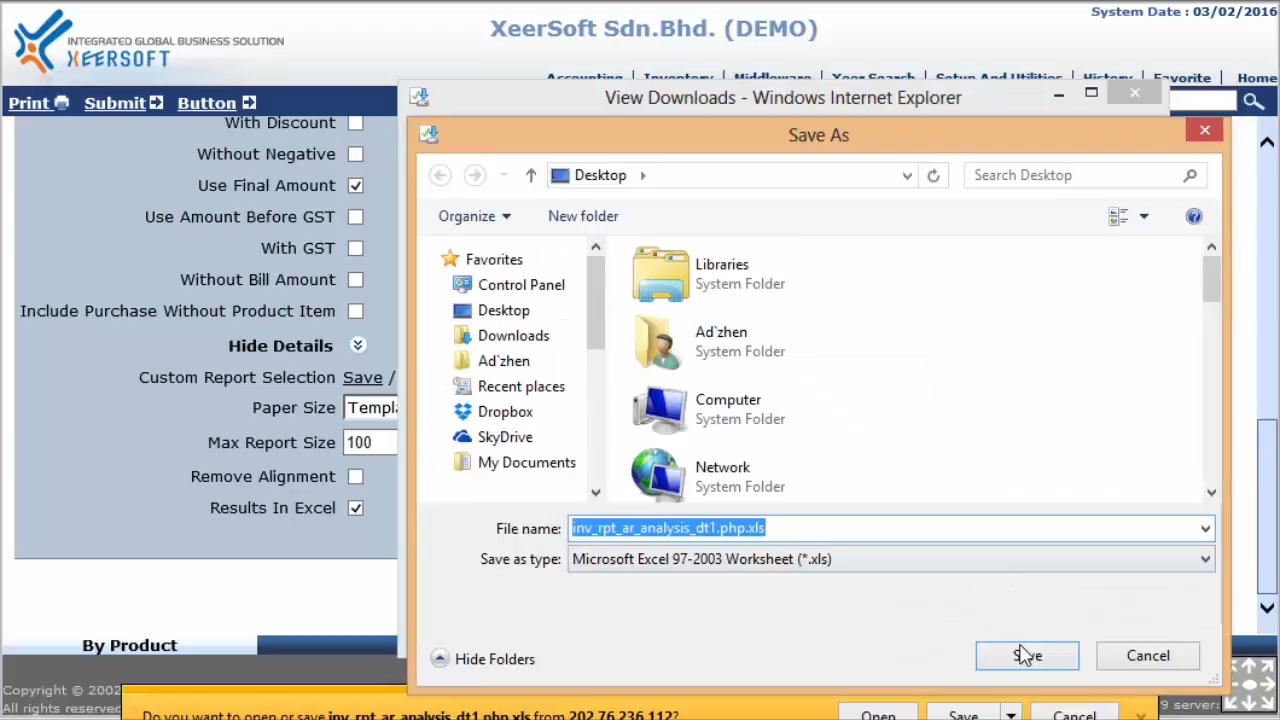 System Date : 03/02/2016
XeerSoft Sdn.Bhd. (DEMO)
INTEGRATED GLOBAL BUSINESS SOLUTION
XEERSOFT
Accounting | Inventory | Middleware | Xeer Search | Setup And Utilities | History | Favorite | Home
Print Submit Button
View Downloads - Windows Internet Explorer
Save As
Desktop
Search Desktop
Organize
New folder
With Discount
Without Negative
Use Final Amount
Use Amount Before GST
With GST
Without Bill Amount
Include Purchase Without Product Item
Hide Details
Custom Report Selection Save /
Paper Size Templ
Max Report Size 100
Remove Alignment
Results In Excel
Favorites
Control Panel
Desktop
Downloads
Ad`zhen
Recent places
Dropbox
SkyDrive
My Documents
Libraries
System Folder
Ad`zhen
System Folder
Computer
System Folder
Network
System Folder
File name: inv_rpt_ar_analysis_dt1.php.xls
Save as type: Microsoft Excel 97-2003 Worksheet (*.xls)
Hide Folders
Save
Cancel
By Product
Copyright © 2002
All rights reserved
9 server:
Do you want to open or save inv_rpt_ar_analysis_dt1.php.xls from 202.76.236.112?
Open
Save
Cancel